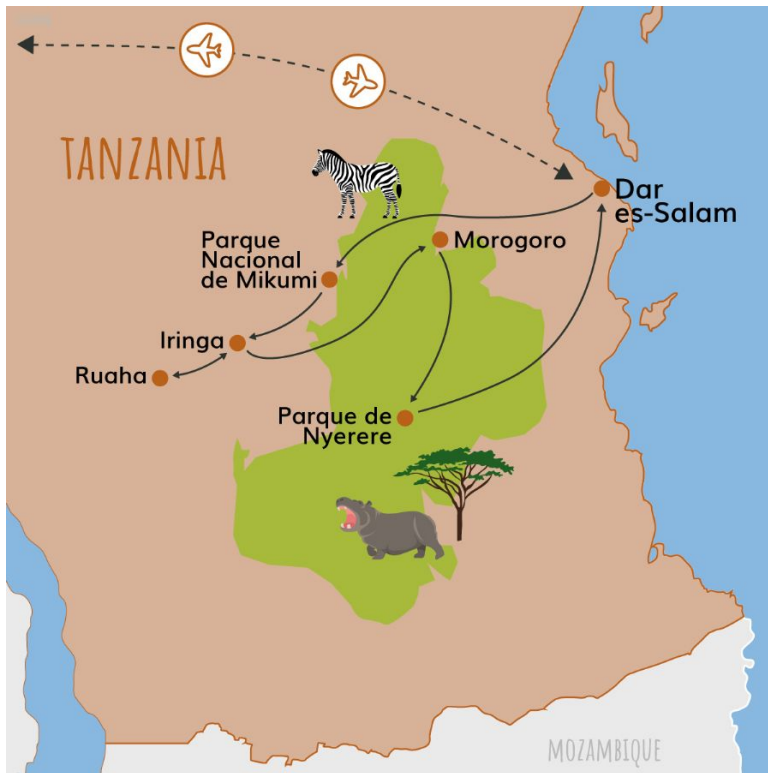 TANZANIA
Dar
es-Salam
Parque
Nacional
de Mikumi
Morogoro
Iringa
Ruaha
Parque de
Nyerere
MOZAMBIQUE